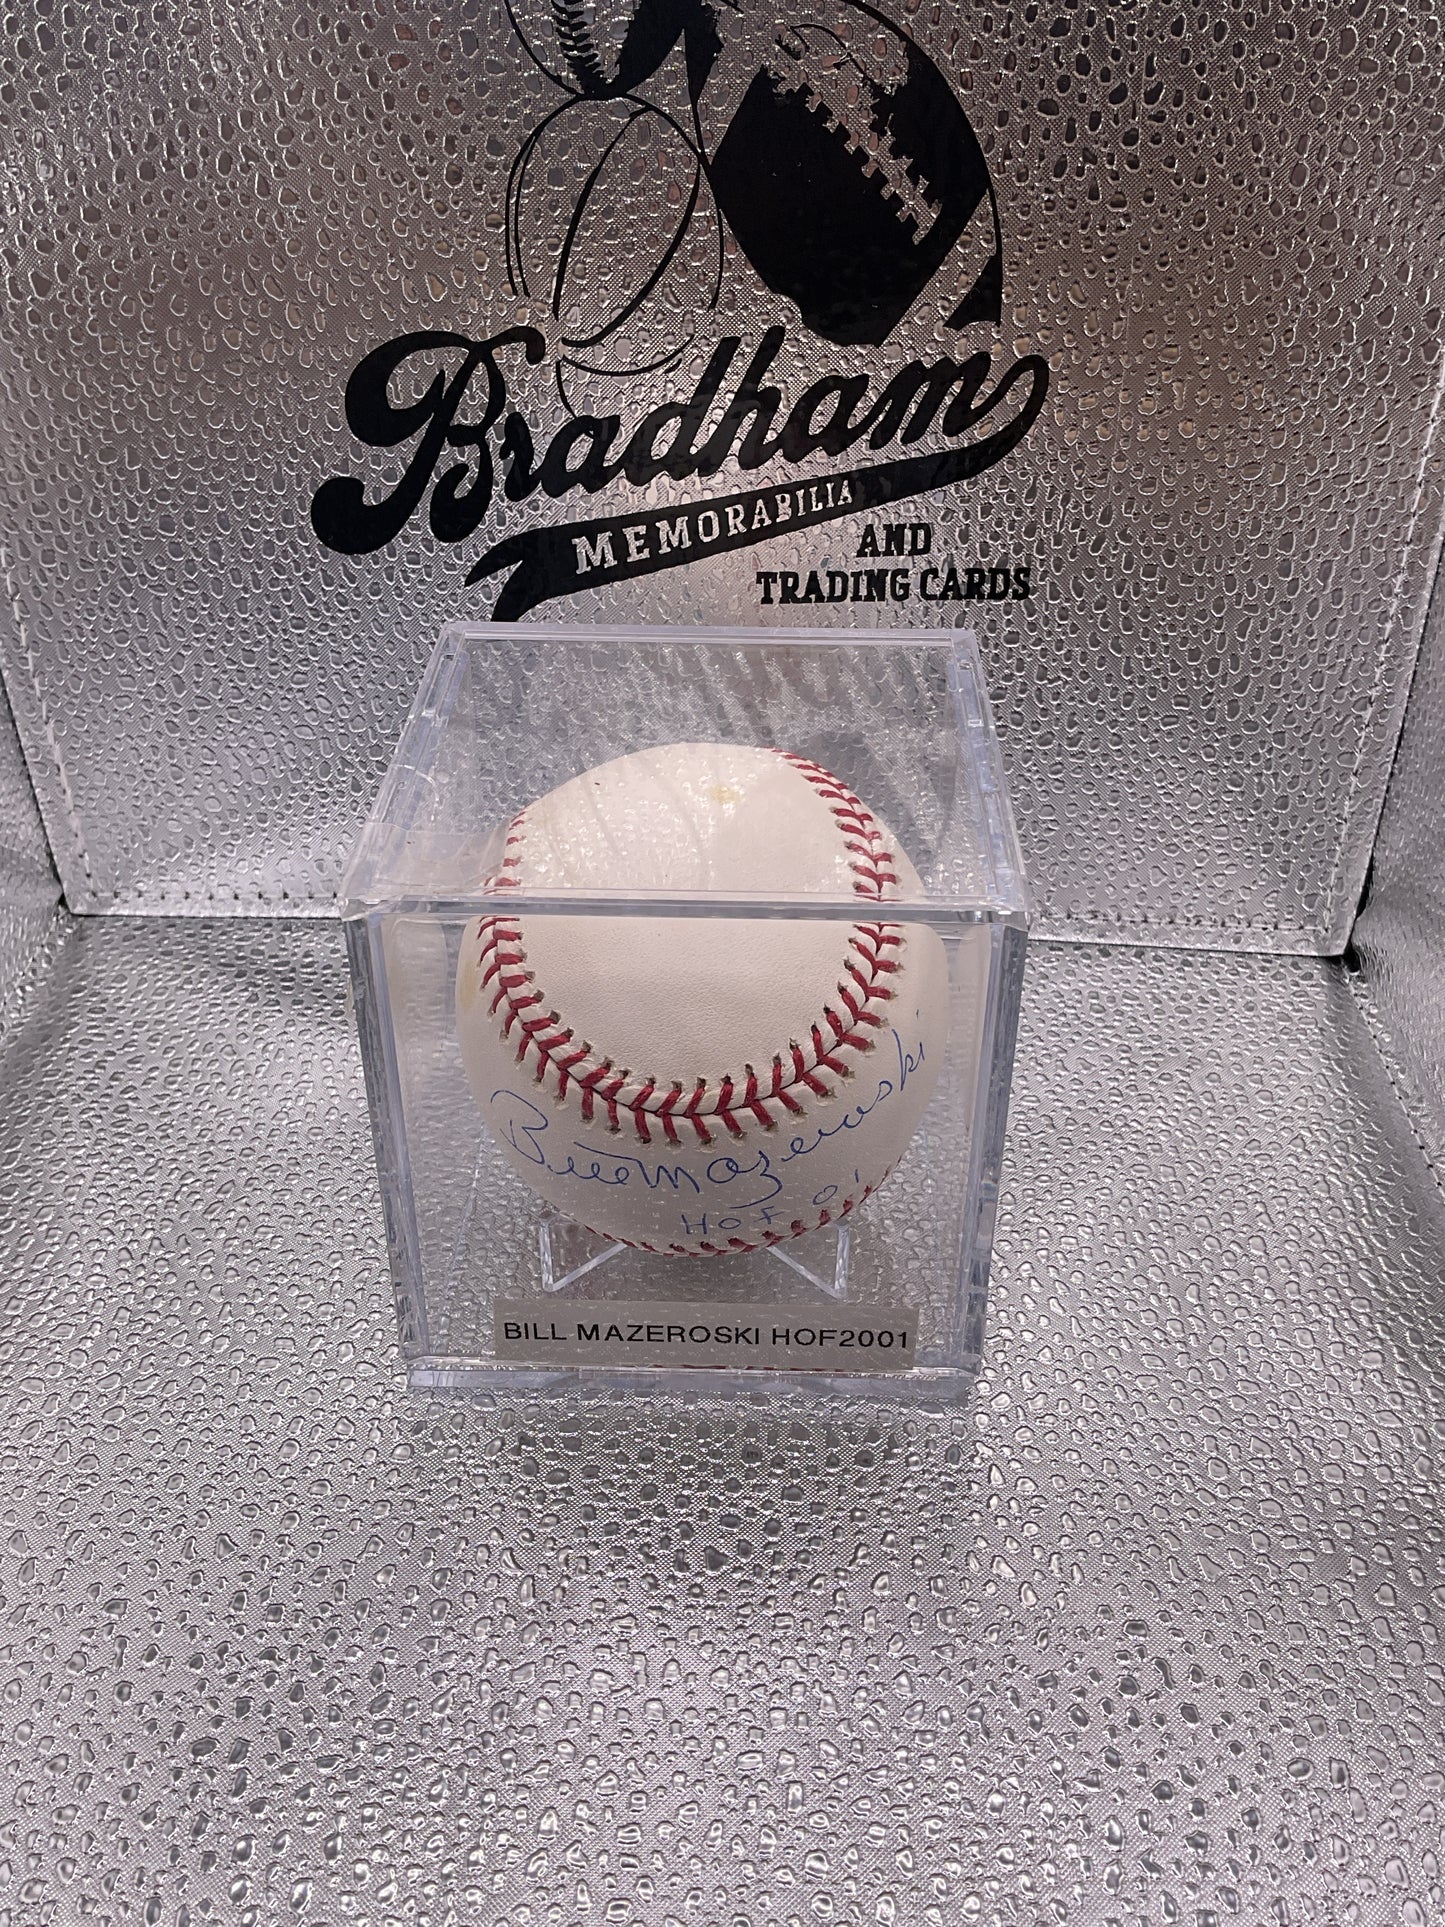 Bradham
MEMORABILIA
AND
TRADING CARDS
Bill Mazeroski
HOF 01
BILL MAZEROSKI HOF2001